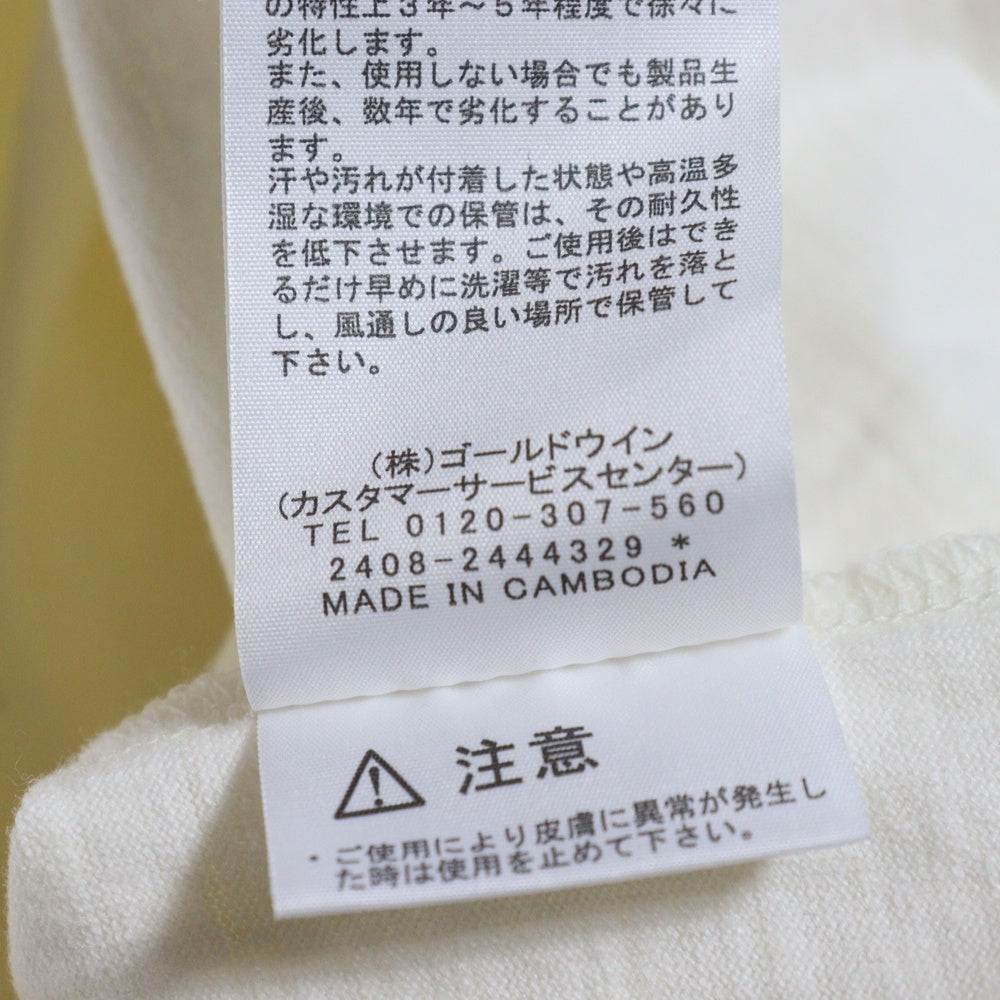 の特性上3年～5年程度で徐々に
劣化します。
また、使用しない場合でも製品生
産後、数年で劣化することがあり
ます。
汗や汚れが付着した状態や高温多
湿な環境での保管は、その耐久性
を低下させます。ご使用後はでき
るだけ早めに洗濯等で汚れを落と
し、風通しの良い場所で保管して
下さい。
(株)ゴールドウイン
(カスタマーサービスセンター)
TEL 0120-307-560
2408-2444329 *
MADE IN CAMBODIA
注意
・ご使用により皮膚に異常が発生し
た時は使用を止めて下さい。